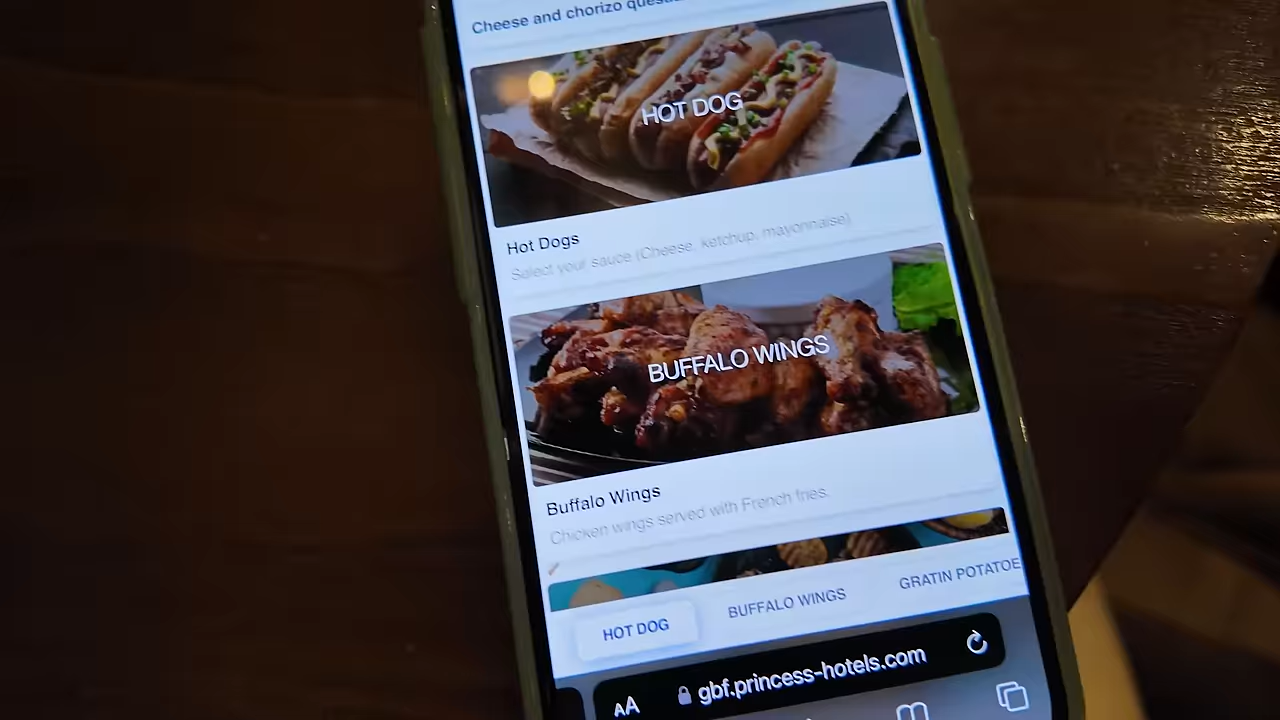 Cheese and chorizo
HOT DOG
Hot Dogs
Select your sauce (Cheese, ketchup, mayonnaise)
BUFFALO WINGS
Buffalo Wings
Chicken wings served with French fries.
HOT DOG BUFFALO WINGS GRATIN POTATOE
AA gbf.princess-hotels.com